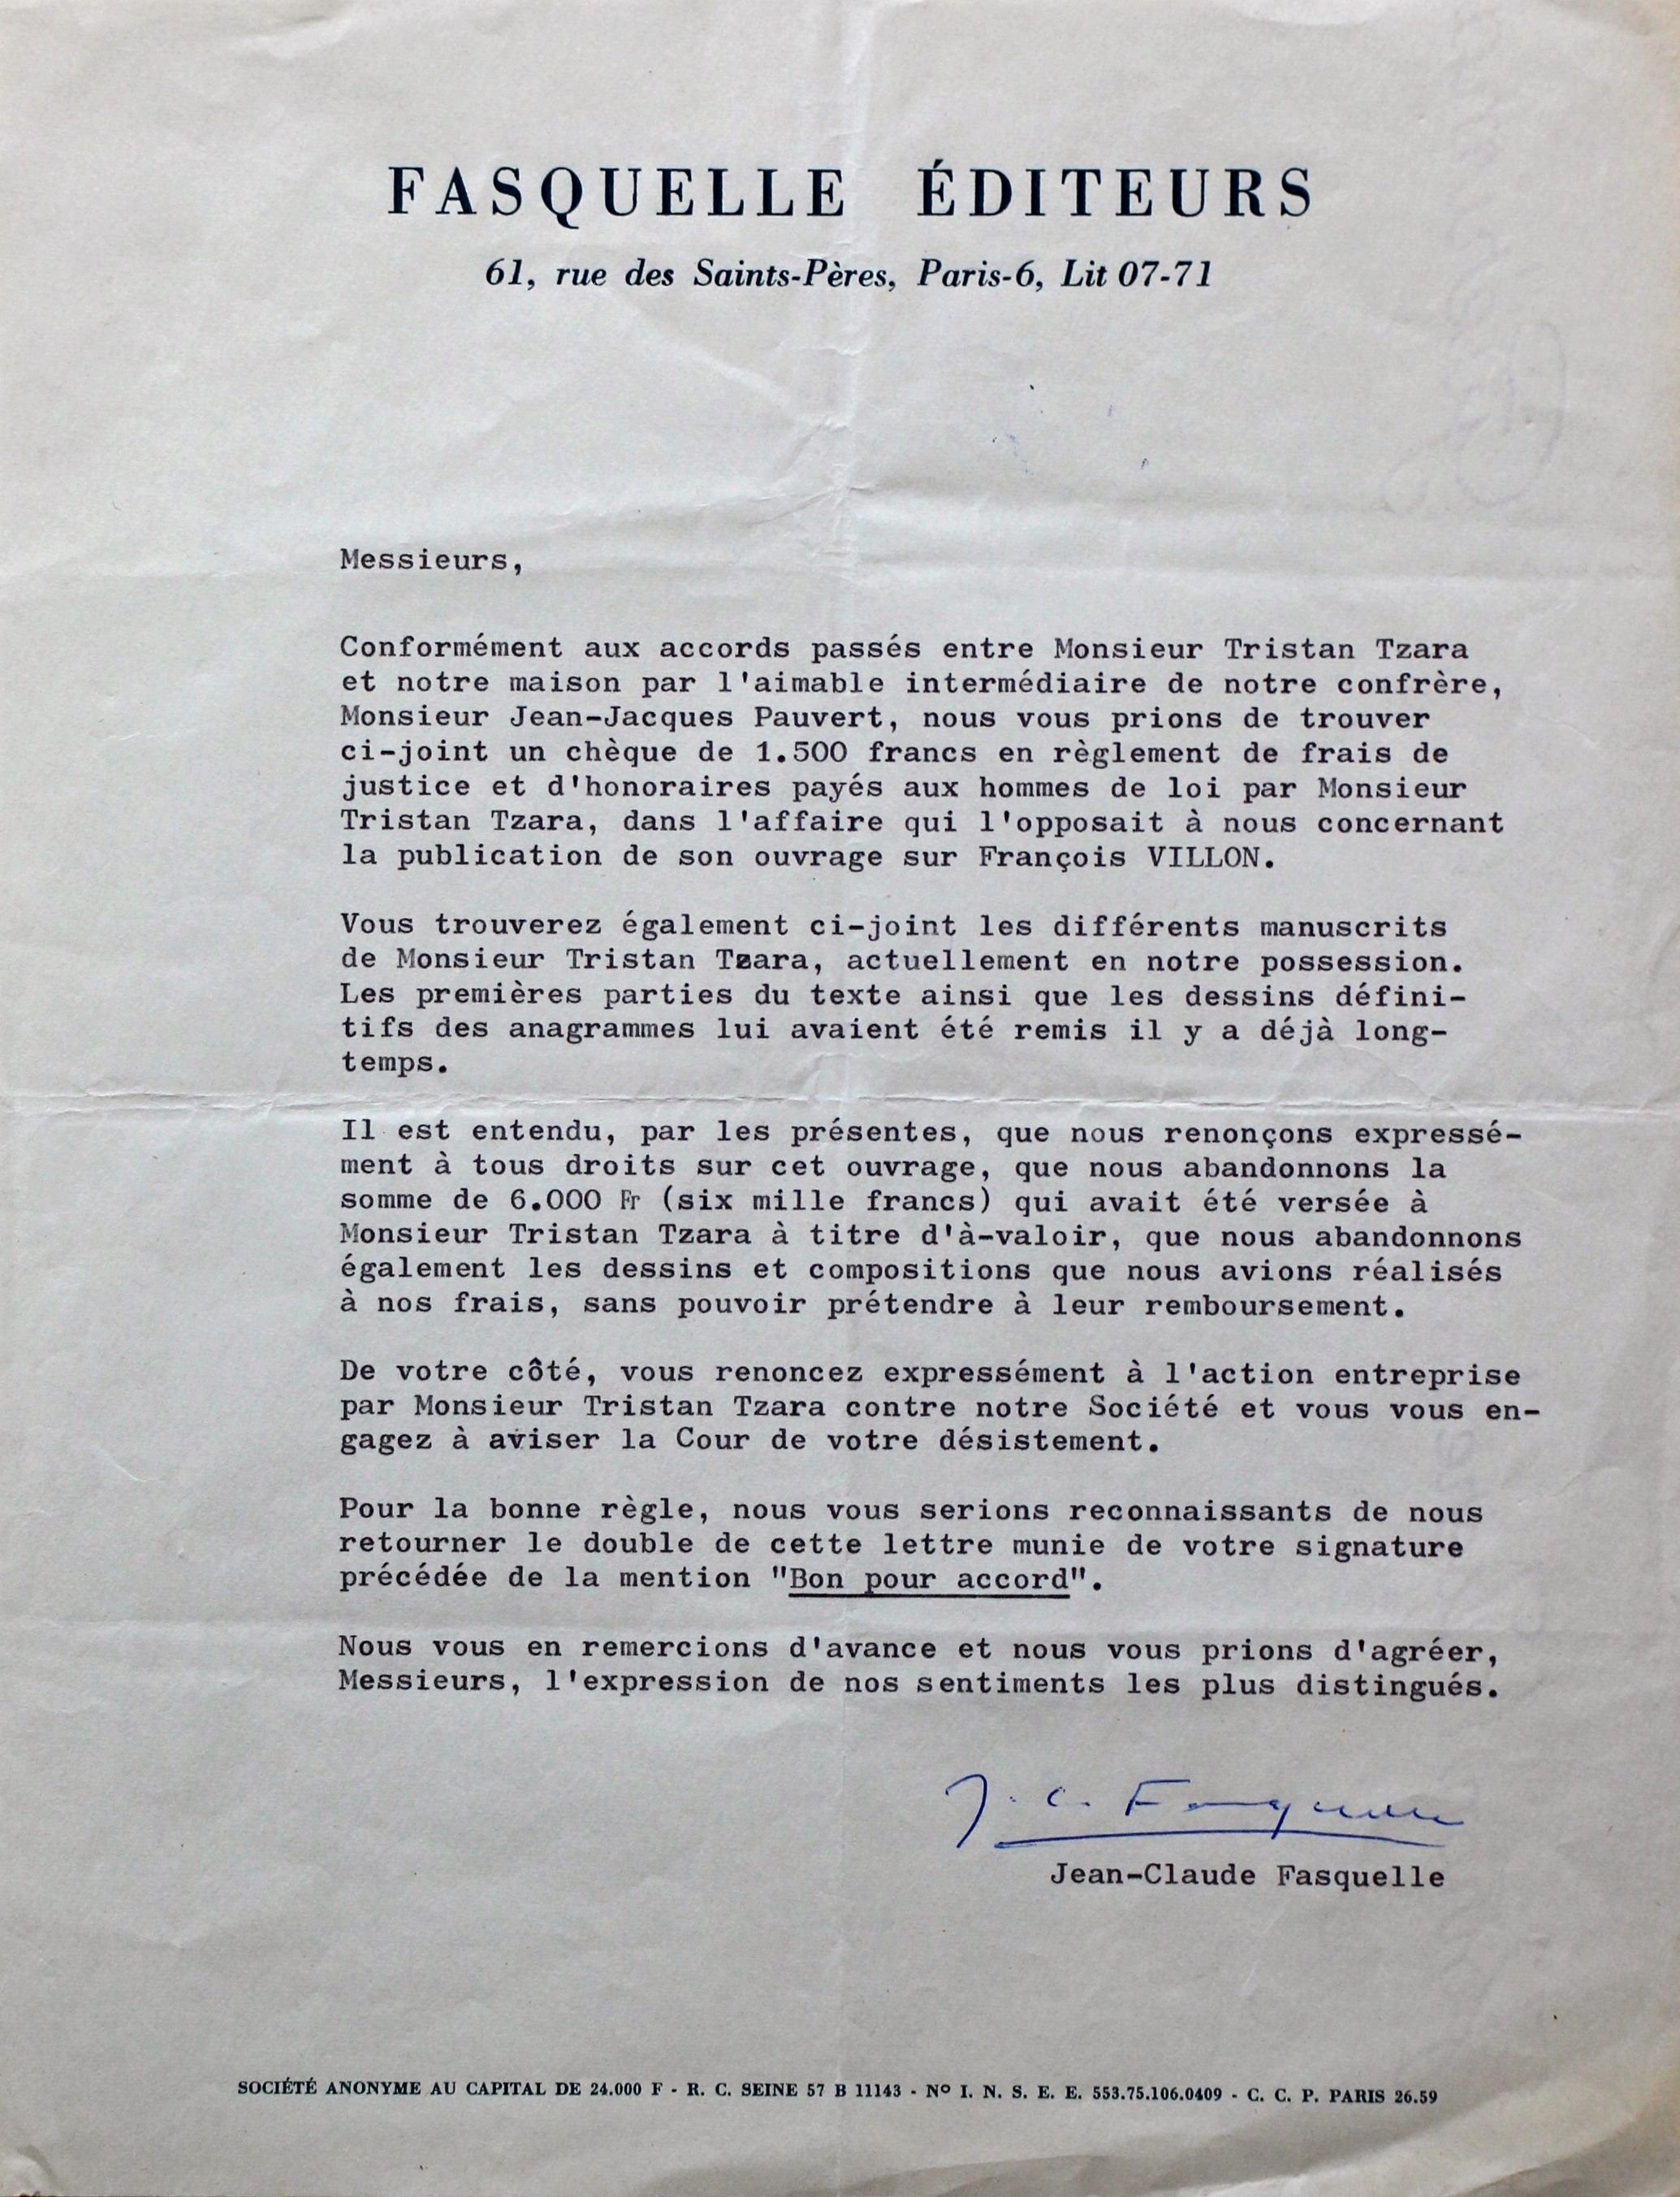 FASQUELLE ÉDITEURS
61, rue des Saints-Pères, Paris-6, Lit 07-71
Messieurs,
Conformément aux accords passés entre Monsieur Tristan Tzara
et notre maison par l'aimable intermédiaire de notre confrère,
Monsieur Jean-Jacques Pauvert, nous vous prions de trouver
ci-joint un chèque de 1.500 francs en règlement de frais de
justice et d'honoraires payés aux hommes de loi par Monsieur
Tristan Tzara, dans l'affaire qui l'opposait à nous concernant
la publication de son ouvrage sur François VILLON.
Vous trouverez également ci-joint les différents manuscrits
de Monsieur Tristan Tzara, actuellement en notre possession.
Les premières parties du texte ainsi que les dessins défini-
tifs des anagrammes lui avaient été remis il y a déjà long-
temps.
Il est entendu, par les présentes, que nous renonçons expressé-
ment à tous droits sur cet ouvrage, que nous abandonnons la
somme de 6.000 Fr (six mille francs) qui avait été versée à
Monsieur Tristan Tzara à titre d'à-valoir, que nous abandonnons
également les dessins et compositions que nous avions réalisés
à nos frais, sans pouvoir prétendre à leur remboursement.
De votre côté, vous renoncez expressément à l'action entreprise
par Monsieur Tristan Tzara contre notre Société et vous vous en-
gagez à aviser la Cour de votre désistement.
Pour la bonne règle, nous vous serions reconnaissants de nous
retourner le double de cette lettre munie de votre signature
précédée de la mention "Bon pour accord".
Nous vous en remercions d'avance et nous vous prions d'agréer,
Messieurs, l'expression de nos sentiments les plus distingués.
J. C. Fasquelle
Jean-Claude Fasquelle
SOCIÉTÉ ANONYME AU CAPITAL DE 24.000 F - R. C. SEINE 57 B 11143 - Nº I. N. S. E. E. 553.75.106.0409 - C. C. P. PARIS 26.59